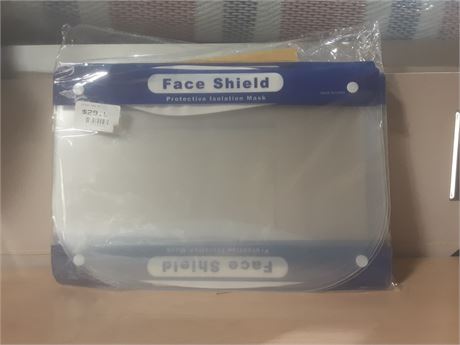 Face Shield
Protective Isolation Mask
$29.
Protective Isolation Mask
Face Shield